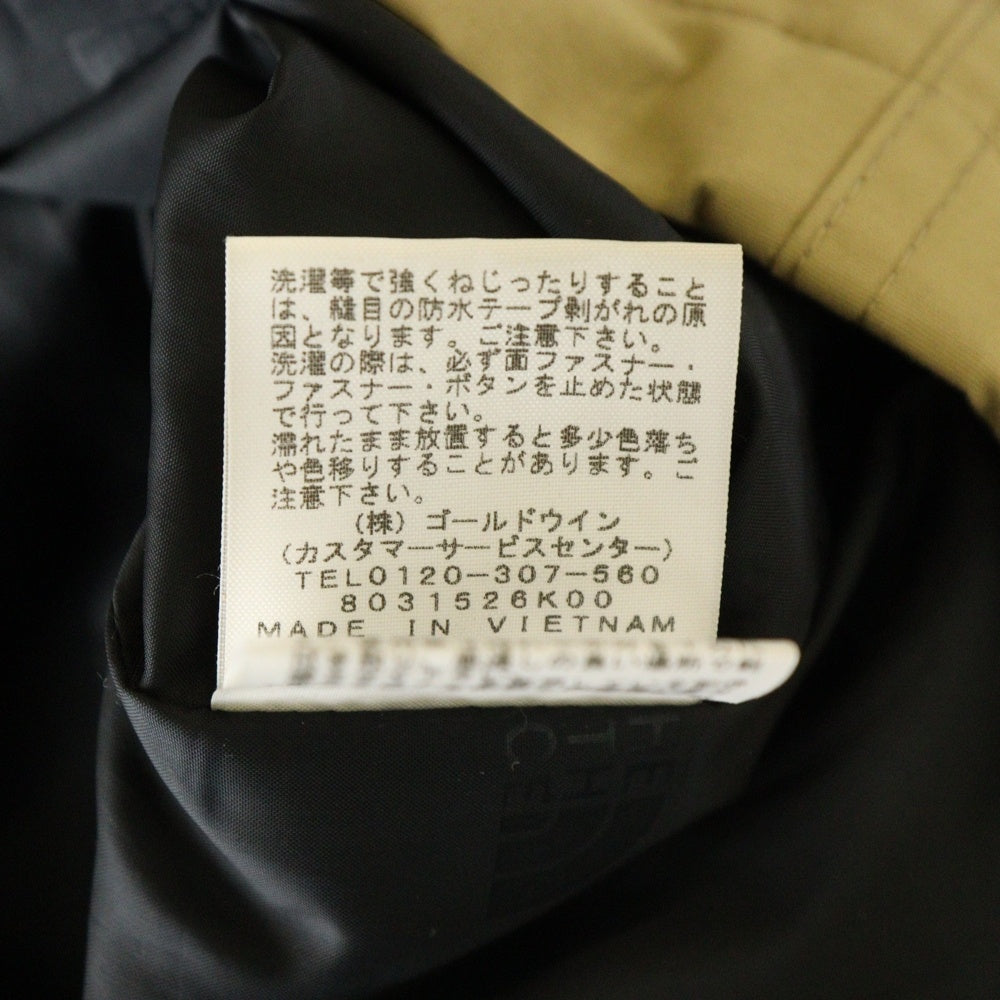 洗濯等で強くねじったりすること
は、縫目の防水テープ剥がれの原
因となります。ご注意下さい。
洗濯の際は、必ず面ファスナー・
ファスナー・ボタンを止めた状態
で行って下さい。
濡れたまま放置すると多少色落ち
や色移りすることがあります。ご
注意下さい。
(株) ゴールドウイン
(カスタマーサービスセンター)
TEL0120-307-560
8031526K00
MADE IN VIETNAM